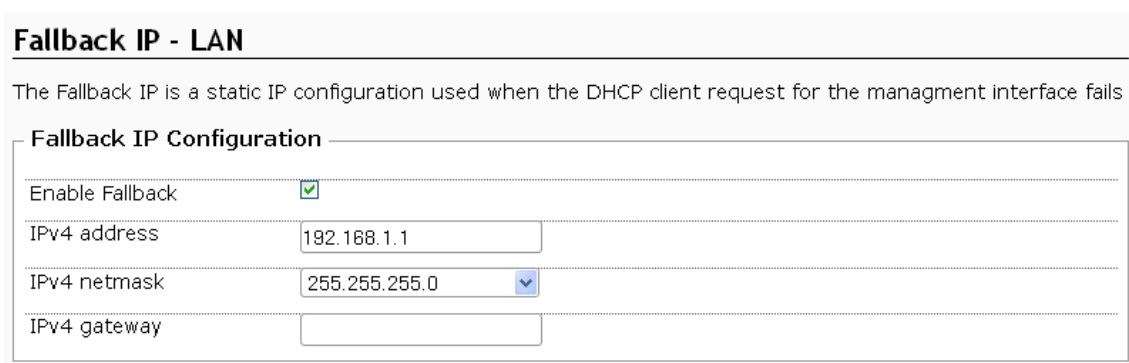 Fallback IP - LAN
The Fallback IP is a static IP configuration used when the DHCP client request for the managment interface fails
Fallback IP Configuration
Enable Fallback
IPv4 address 192.168.1.1
IPv4 netmask 255.255.255.0
IPv4 gateway